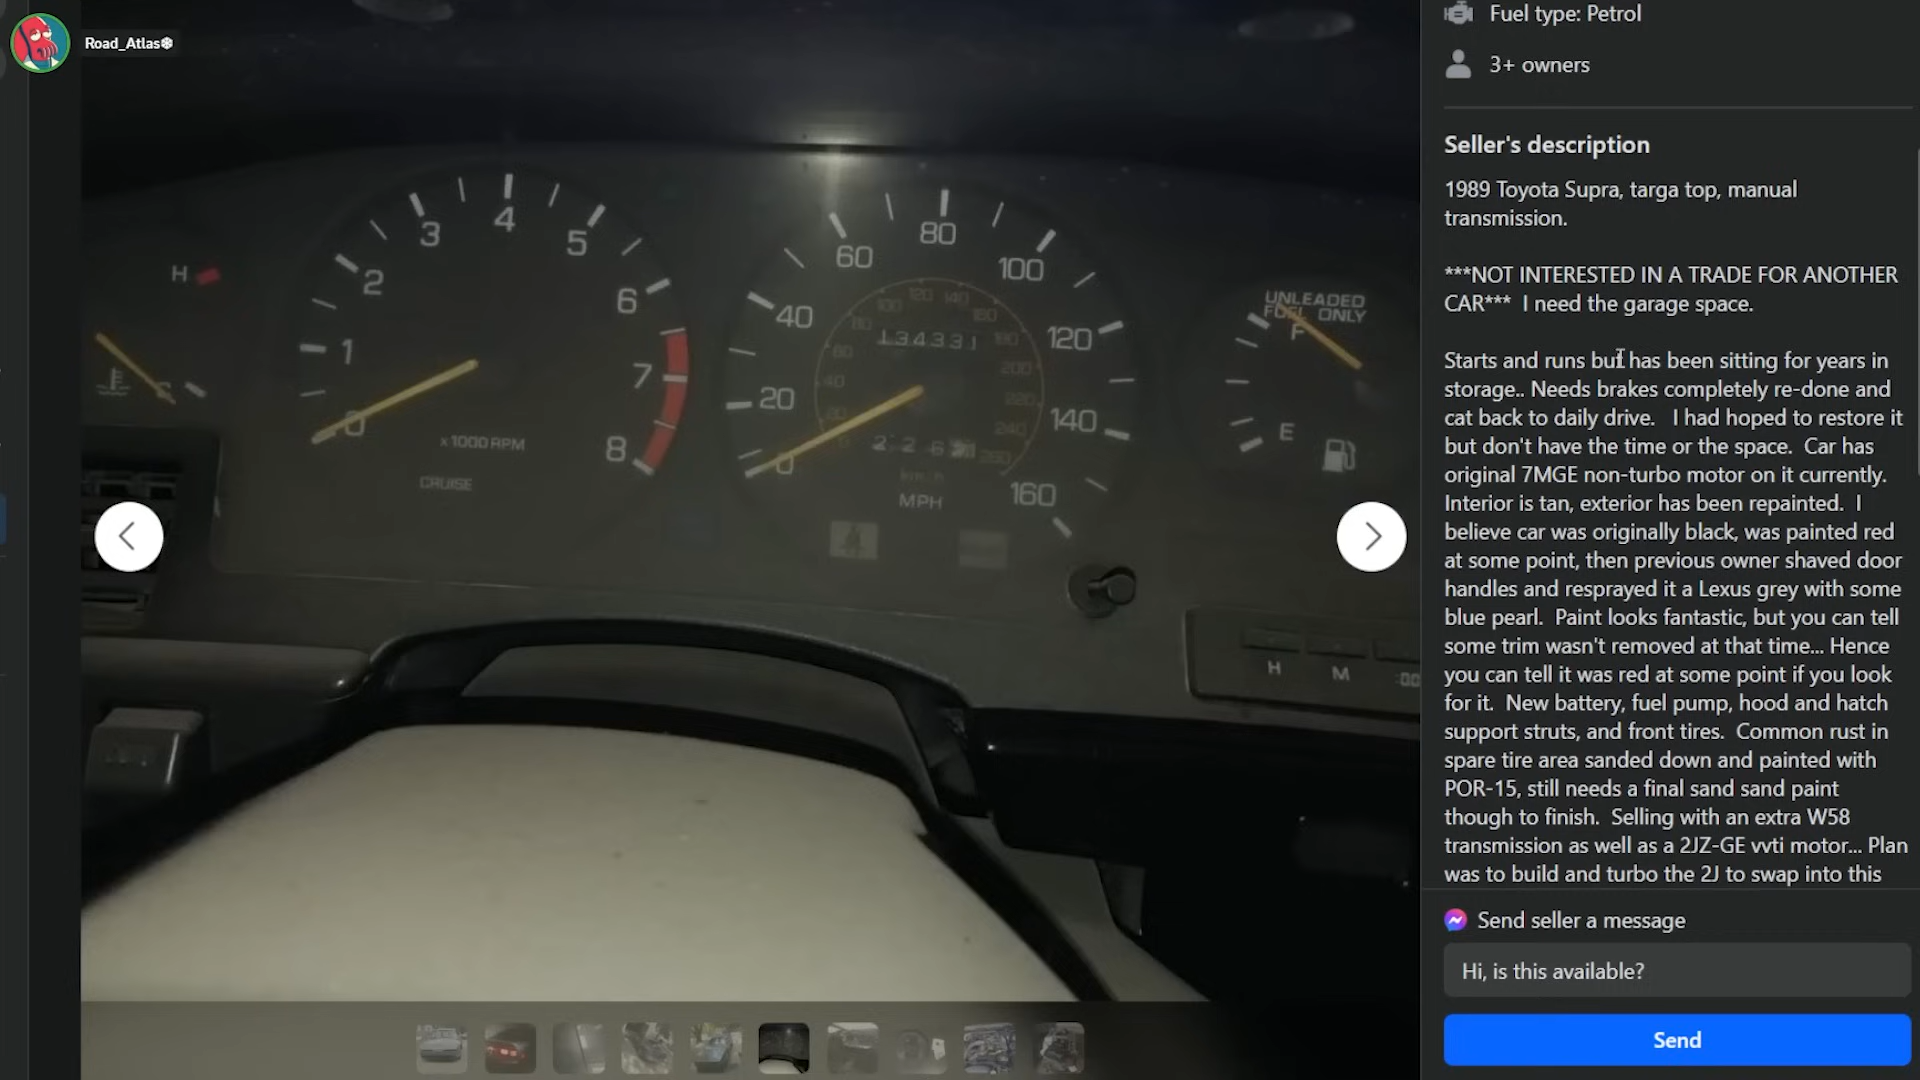 Road_Atlas❄
Fuel type: Petrol
3+ owners
Seller's description
1989 Toyota Supra, targa top, manual
transmission.
***NOT INTERESTED IN A TRADE FOR ANOTHER
CAR*** I need the garage space.
Starts and runs but has been sitting for years in
storage.. Needs brakes completely re-done and
cat back to daily drive. I had hoped to restore it
but don't have the time or the space. Car has
original 7MGE non-turbo motor on it currently.
Interior is tan, exterior has been repainted. I
believe car was originally black, was painted red
at some point, then previous owner shaved door
handles and resprayed it a Lexus grey with some
blue pearl. Paint looks fantastic, but you can tell
some trim wasn't removed at that time... Hence
you can tell it was red at some point if you look
for it. New battery, fuel pump, hood and hatch
support struts, and front tires. Common rust in
spare tire area sanded down and painted with
POR-15, still needs a final sand sand paint
though to finish. Selling with an extra W58
transmission as well as a 2JZ-GE vvti motor... Plan
was to build and turbo the 2J to swap into this
Send seller a message
Hi, is this available?
Send
H
C
0
1
2
3
4
5
6
7
8
x1000 RPM
CRUISE
0
20
40
60
80
100
120
140
160
134331
km/h
MPH
UNLEADED
FUEL ONLY
F
E
H
M
:00